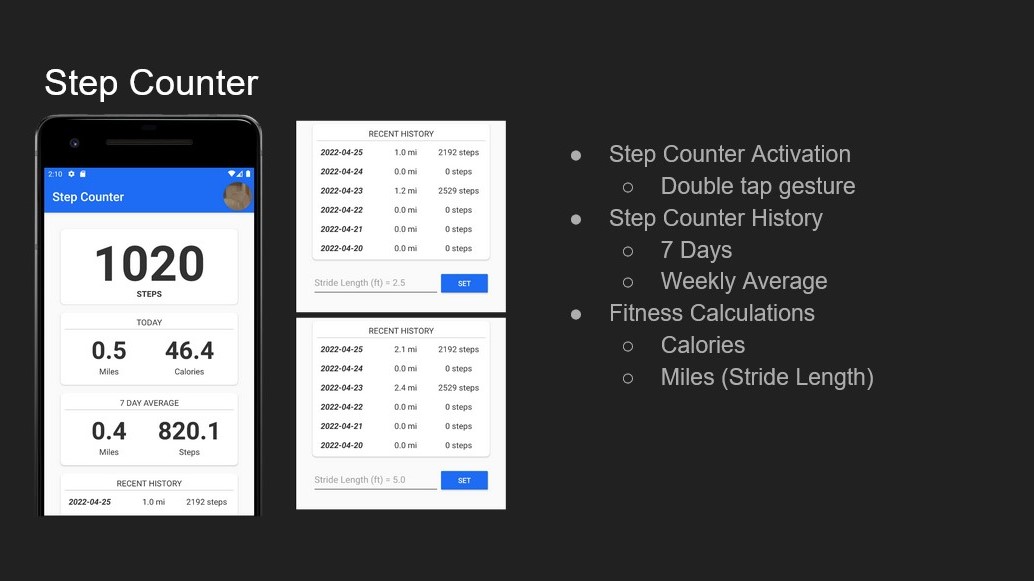 Step Counter
2:10
Step Counter
1020
STEPS
TODAY
0.5 46.4
Miles Calories
7 DAY AVERAGE
0.4 820.1
Miles Steps
RECENT HISTORY
2022-04-25 1.0 mi 2192 steps
RECENT HISTORY
2022-04-25 1.0 mi 2192 steps
2022-04-24 0.0 mi 0 steps
2022-04-23 1.2 mi 2529 steps
2022-04-22 0.0 mi 0 steps
2022-04-21 0.0 mi 0 steps
2022-04-20 0.0 mi 0 steps
Stride Length (ft) = 2.5 SET
RECENT HISTORY
2022-04-25 2.1 mi 2192 steps
2022-04-24 0.0 mi 0 steps
2022-04-23 2.4 mi 2529 steps
2022-04-22 0.0 mi 0 steps
2022-04-21 0.0 mi 0 steps
2022-04-20 0.0 mi 0 steps
Stride Length (ft) = 5.0 SET
● Step Counter Activation
○ Double tap gesture
● Step Counter History
○ 7 Days
○ Weekly Average
● Fitness Calculations
○ Calories
○ Miles (Stride Length)